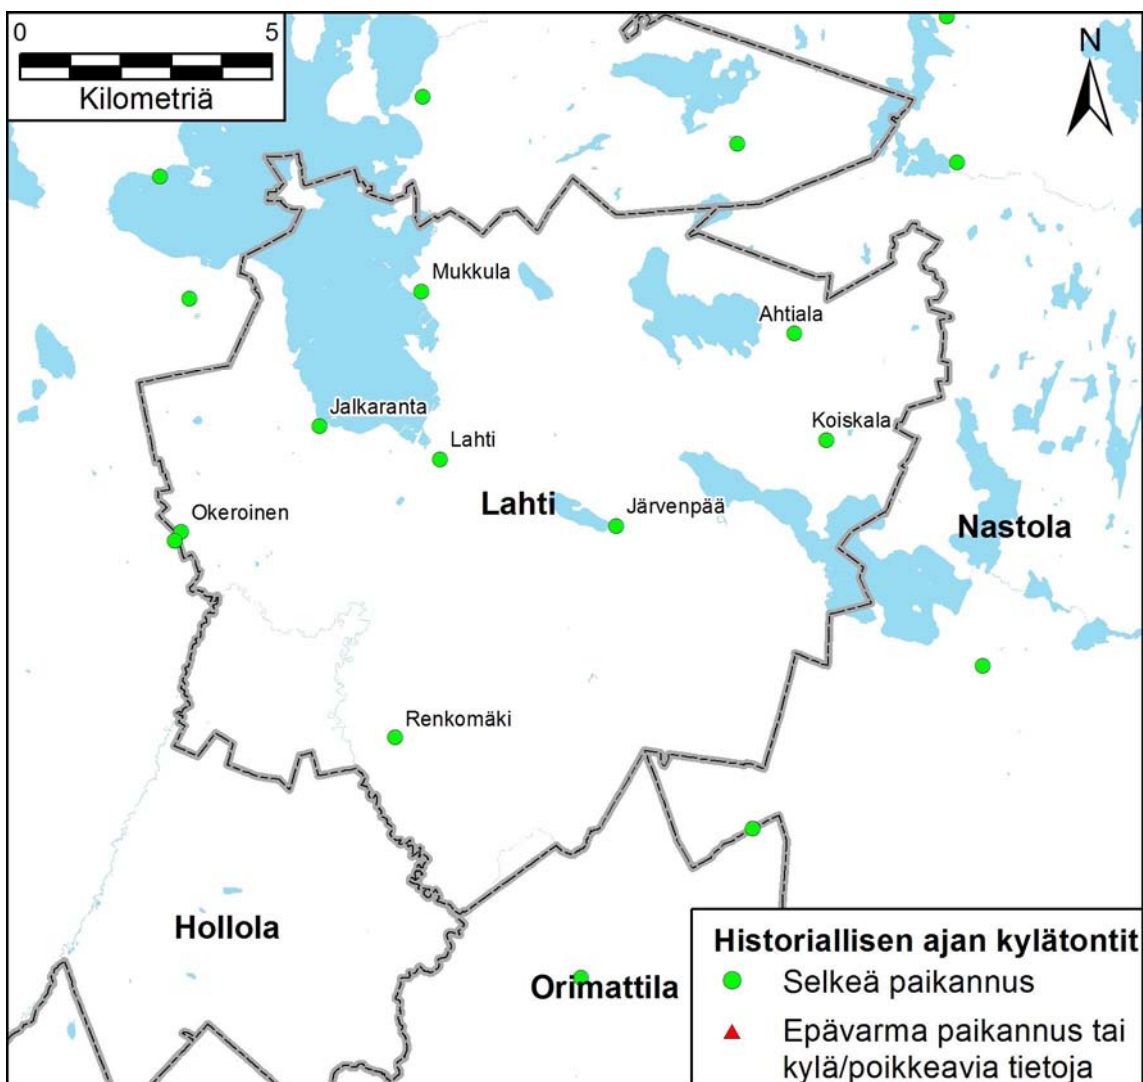 0 5
Kilometriä
N
Mukkula
Ahtiala
Jalkaranta
Koiskala
Lahti
Lahti
Järvenpää
Okeroinen
Nastola
Renkomäki
Hollola
Orimattila
Historiallisen ajan kylätontit
Selkeä paikannus
Epävarma paikannus tai
kylä/poikkeavia tietoja